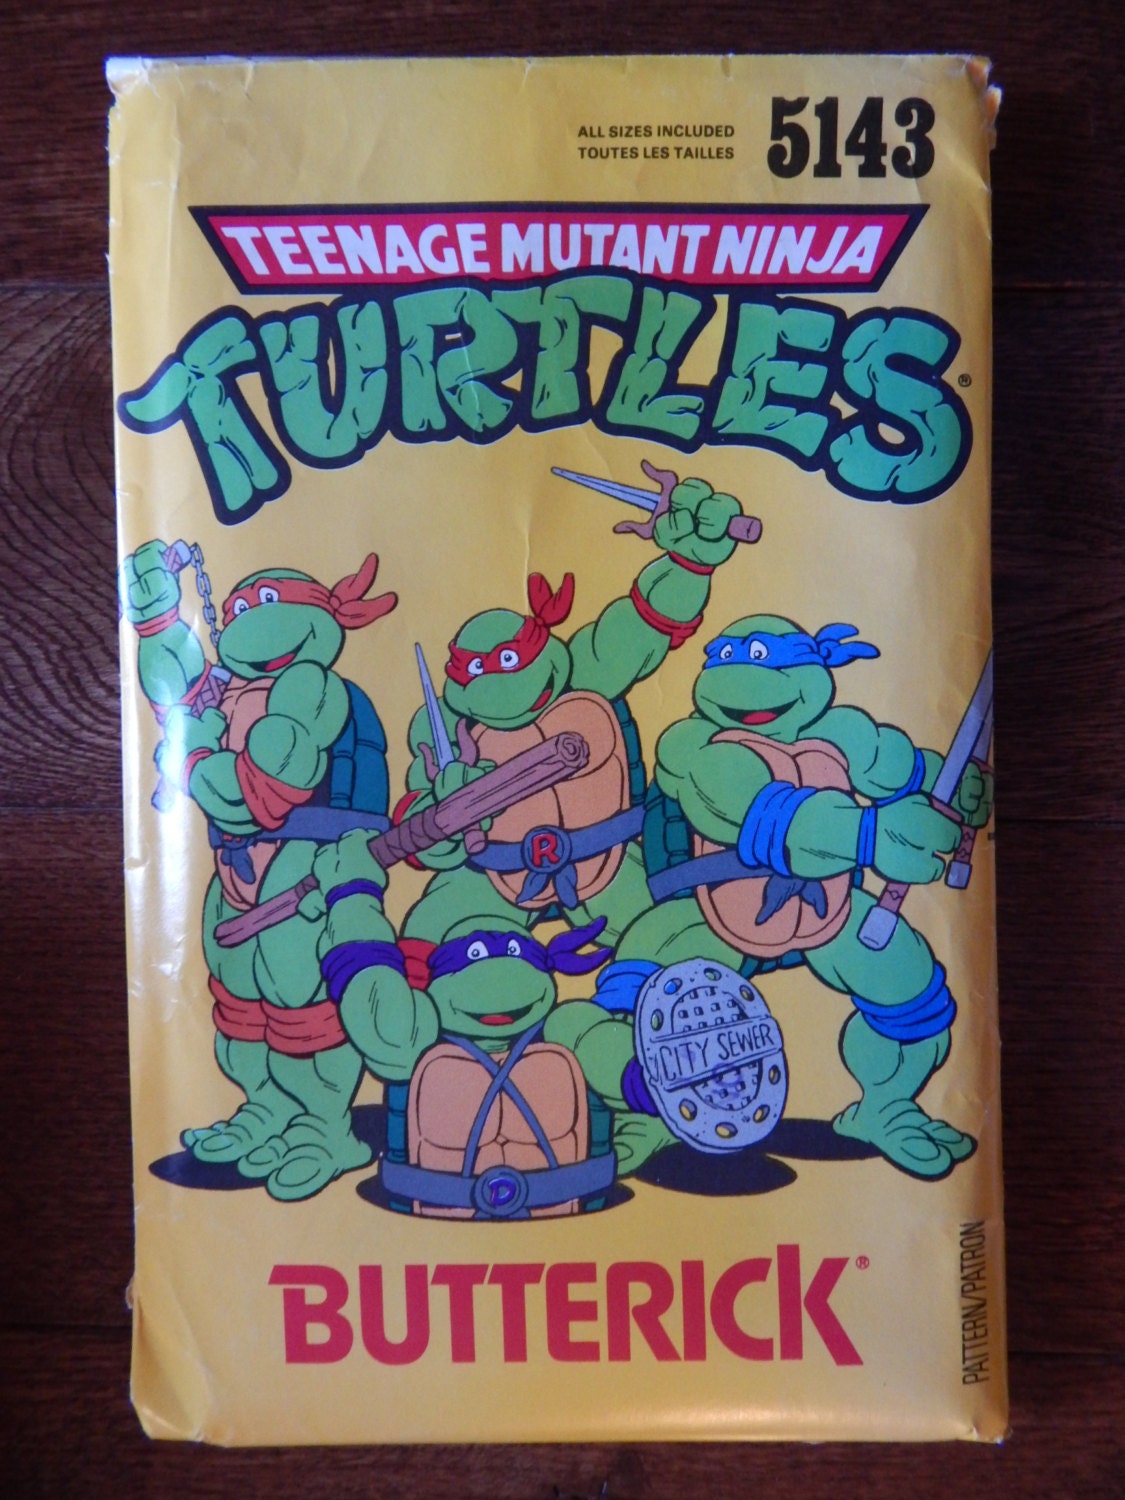 ALL SIZES INCLUDED
TOUTES LES TAILLES
5143
TEENAGE MUTANT NINJA
TURTLES®
R
CITY SEWER
D
BUTTERICK®
PATTERN/PATRON